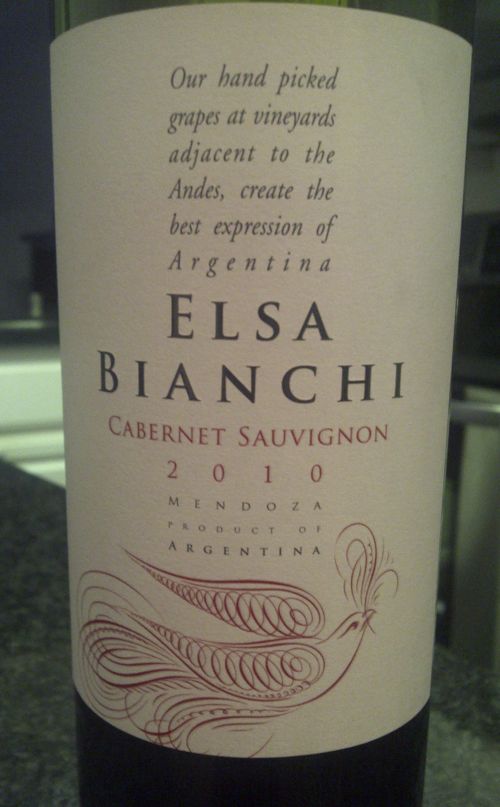 Our hand picked
grapes at vineyards
adjacent to the
Andes, create the
best expression of
Argentina
ELSA
BIANCHI
CABERNET SAUVIGNON
2010
MENDOZA
PRODUCT OF
ARGENTINA